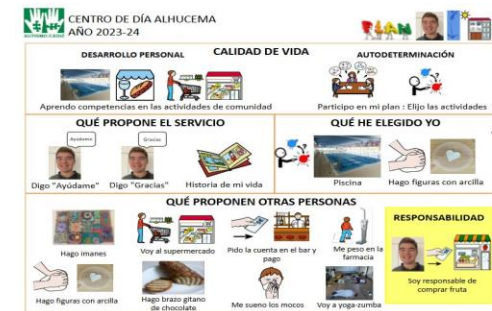 AUTISMO CÁDIZ
CENTRO DE DÍA ALHUCEMA
AÑO 2023-24
PLAN
CALIDAD DE VIDA
DESARROLLO PERSONAL
AUTODETERMINACIÓN
Aprendo competencias en las actividades de comunidad
Participo en mi plan : Elijo las actividades
QUÉ PROPONE EL SERVICIO
Ayúdame
Gracias
Digo "Ayúdame"
Digo "Gracias"
Historia de mi vida
QUÉ HE ELEGIDO YO
Piscina
Hago figuras con arcilla
QUÉ PROPONEN OTRAS PERSONAS
Hago imanes
Voy al supermercado
Pido la cuenta en el bar y
pago
Me peso en la
farmacia
Hago figuras con arcilla
Hago brazo gitano
de chocolate
Me sueno los mocos
Voy a yoga-zumba
RESPONSABILIDAD
Soy responsable de
comprar fruta